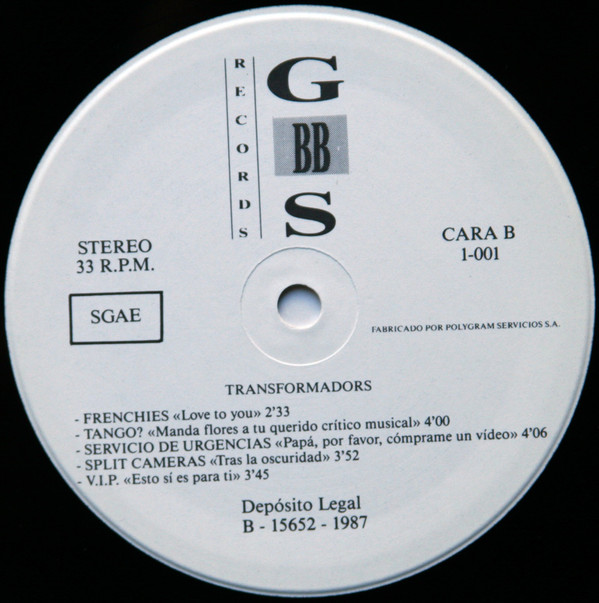 RECORDS
G
BB
S
STEREO
33 R.P.M.
SGAE
CARA B
1-001
FABRICADO POR POLYGRAM SERVICIOS S.A.
TRANSFORMADORS
- FRENCHIES «Love to you» 2'33
- TANGO? «Manda flores a tu querido crítico musical» 4'00
- SERVICIO DE URGENCIAS «Papá, por favor, cómprame un vídeo» 4'06
- SPLIT CAMERAS «Tras la oscuridad» 3'52
- V.I.P. «Esto sí es para ti» 3'45
Depósito Legal
B - 15652 - 1987